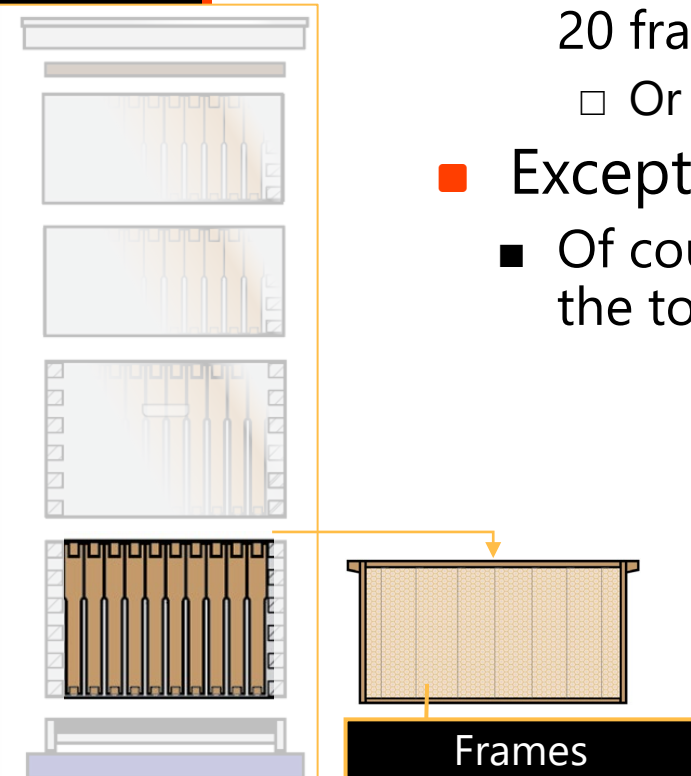 20 fra
□ Or
■ Except
■ Of cou
the to
Frames